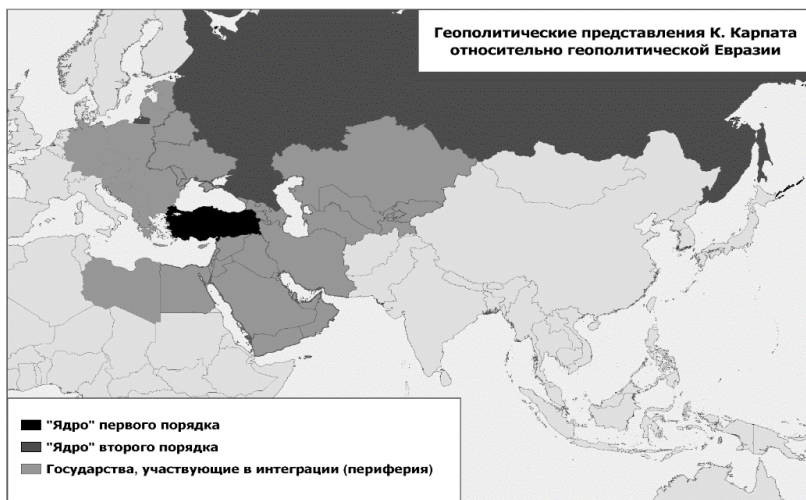 Геополитические представления К. Карпата
относительно геополитической Евразии
"Ядро" первого порядка
"Ядро" второго порядка
Государства, участвующие в интеграции (периферия)